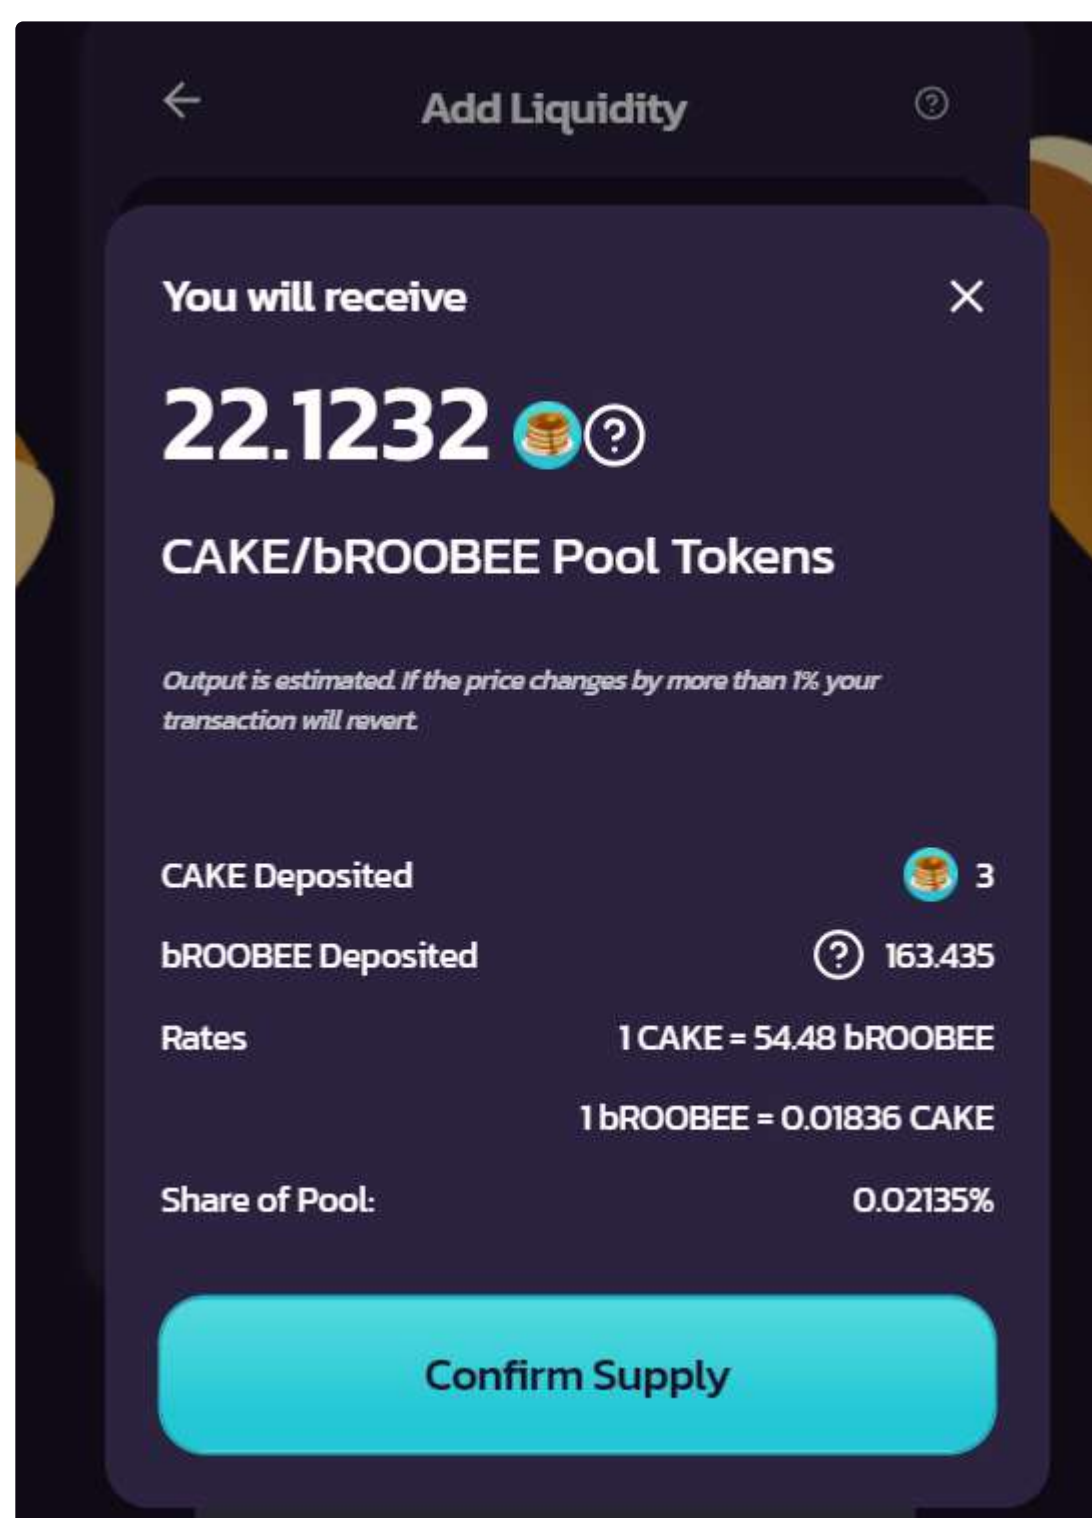 Add Liquidity
You will receive
22.1232
CAKE/bROOBEE Pool Tokens
Output is estimated. If the price changes by more than 1% your
transaction will revert.
CAKE Deposited 3
bROOBEE Deposited 163.435
Rates 1 CAKE = 54.48 bROOBEE
1 bROOBEE = 0.01836 CAKE
Share of Pool: 0.02135%
Confirm Supply